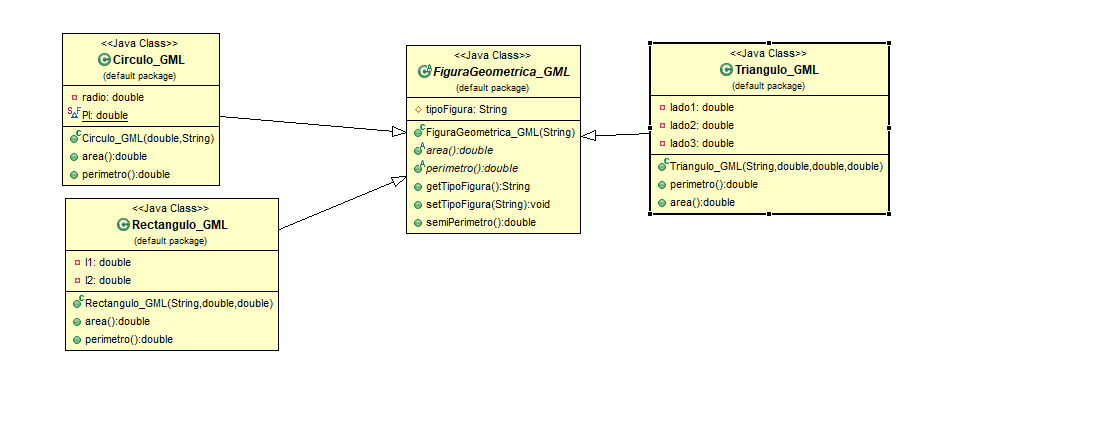 <<Java Class>>
Circulo_GML
(default package)
radio: double
PI: double
Circulo_GML(double,String)
area():double
perimetro():double
<<Java Class>>
Rectangulo_GML
(default package)
l1: double
l2: double
Rectangulo_GML(String,double,double)
area():double
perimetro():double
<<Java Class>>
FiguraGeometrica_GML
(default package)
tipoFigura: String
FiguraGeometrica_GML(String)
area():double
perimetro():double
getTipoFigura():String
setTipoFigura(String):void
semiPerimetro():double
<<Java Class>>
Triangulo_GML
(default package)
lado1: double
lado2: double
lado3: double
Triangulo_GML(String,double,double,double)
perimetro():double
area():double